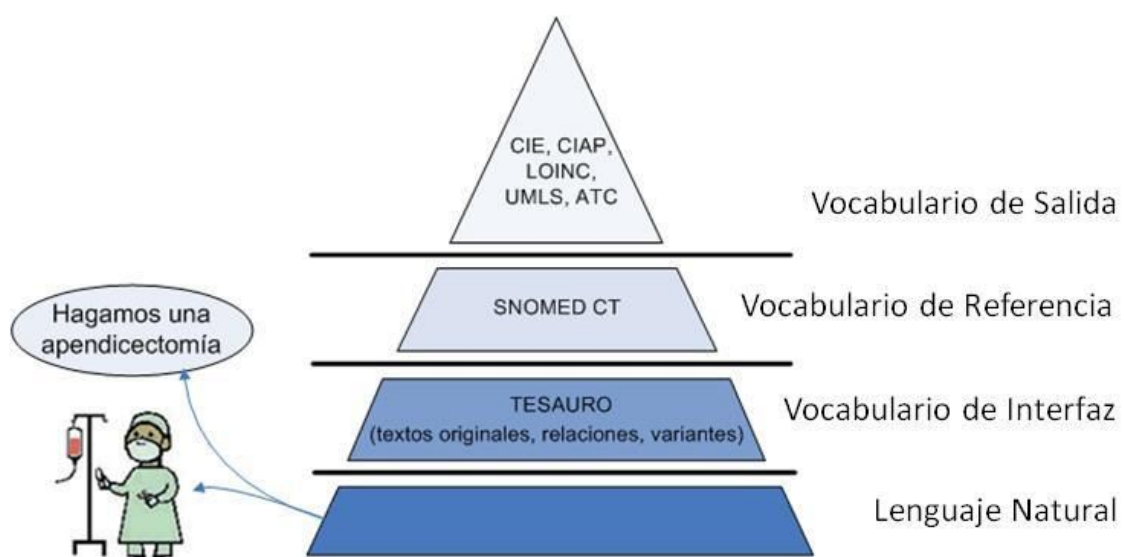 CIE, CIAP,
LOINC,
UMLS, ATC
Vocabulario de Salida
SNOMED CT
Vocabulario de Referencia
Hagamos una
apendicectomía
TESAURO
(textos originales, relaciones, variantes)
Vocabulario de Interfaz
Lenguaje Natural